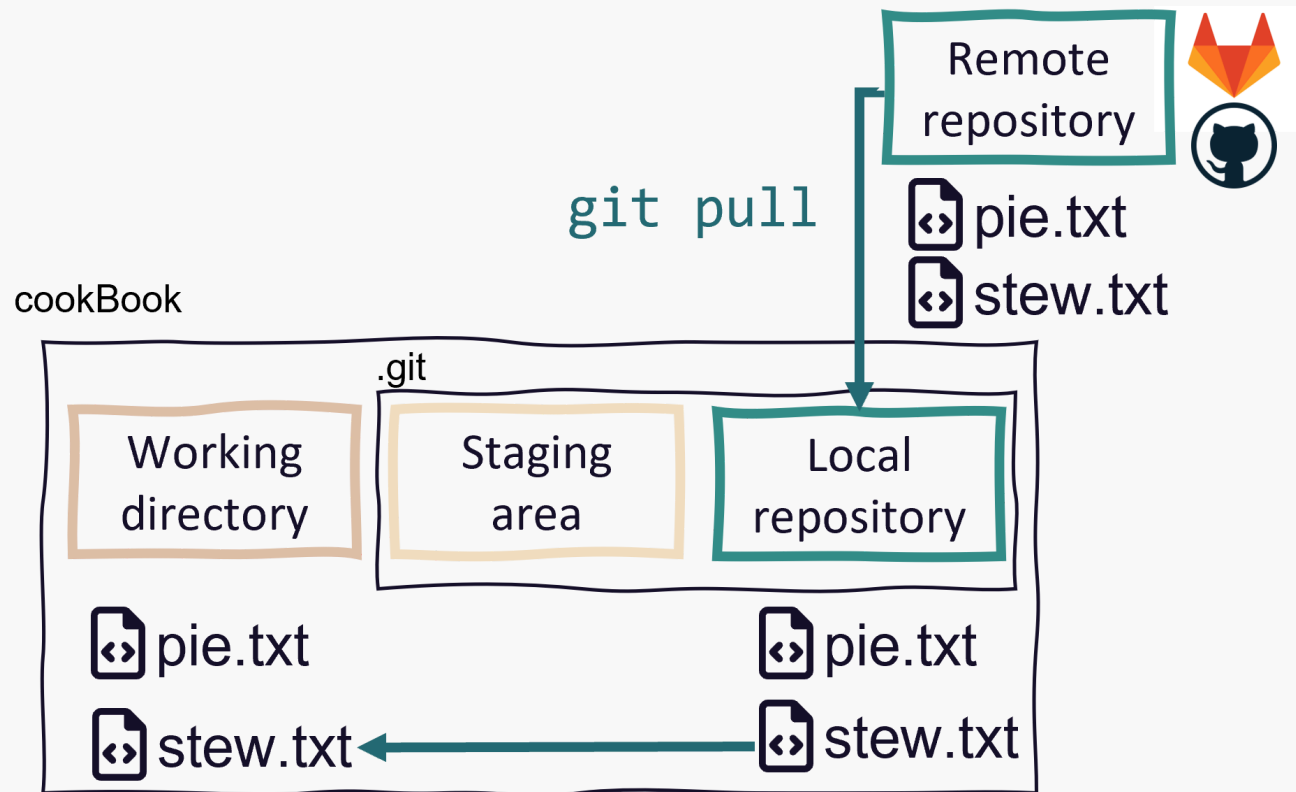 Remote
repository
git pull
pie.txt
stew.txt
cookBook
.git
Working
directory
Staging
area
Local
repository
pie.txt
pie.txt
stew.txt
stew.txt